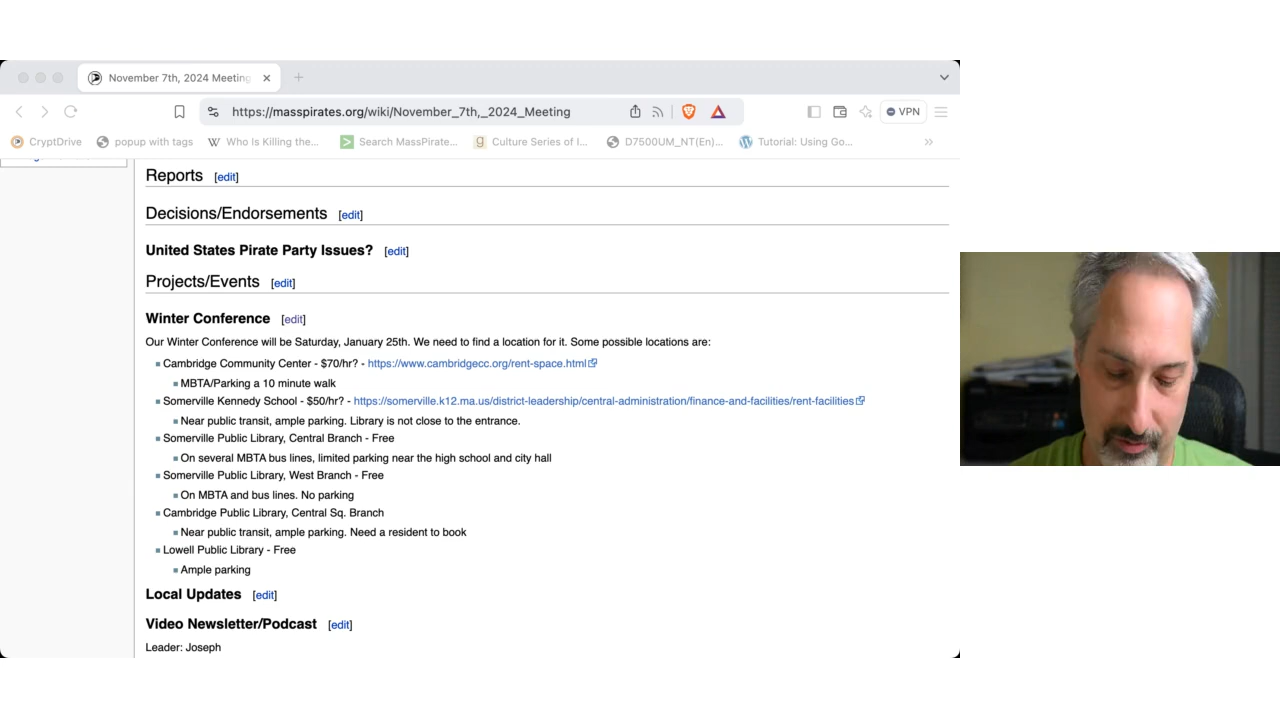 November 7th, 2024 Meeting
https://masspirates.org/wiki/November_7th,_2024_Meeting
VPN
CryptDrive
popup with tags
Who Is Killing the...
Search MassPirate...
Culture Series of I...
D7500UM_NT(En)...
Tutorial: Using Go...
Reports [edit]
Decisions/Endorsements [edit]
United States Pirate Party Issues? [edit]
Projects/Events [edit]
Winter Conference [edit]
Our Winter Conference will be Saturday, January 25th. We need to find a location for it. Some possible locations are:
Cambridge Community Center - $70/hr? - https://www.cambridgecc.org/rent-space.html
MBTA/Parking a 10 minute walk
Somerville Kennedy School - $50/hr? - https://somerville.k12.ma.us/district-leadership/central-administration/finance-and-facilities/rent-facilities
Near public transit, ample parking. Library is not close to the entrance.
Somerville Public Library, Central Branch - Free
On several MBTA bus lines, limited parking near the high school and city hall
Somerville Public Library, West Branch - Free
On MBTA and bus lines. No parking
Cambridge Public Library, Central Sq. Branch
Near public transit, ample parking. Need a resident to book
Lowell Public Library - Free
Ample parking
Local Updates [edit]
Video Newsletter/Podcast [edit]
Leader: Joseph